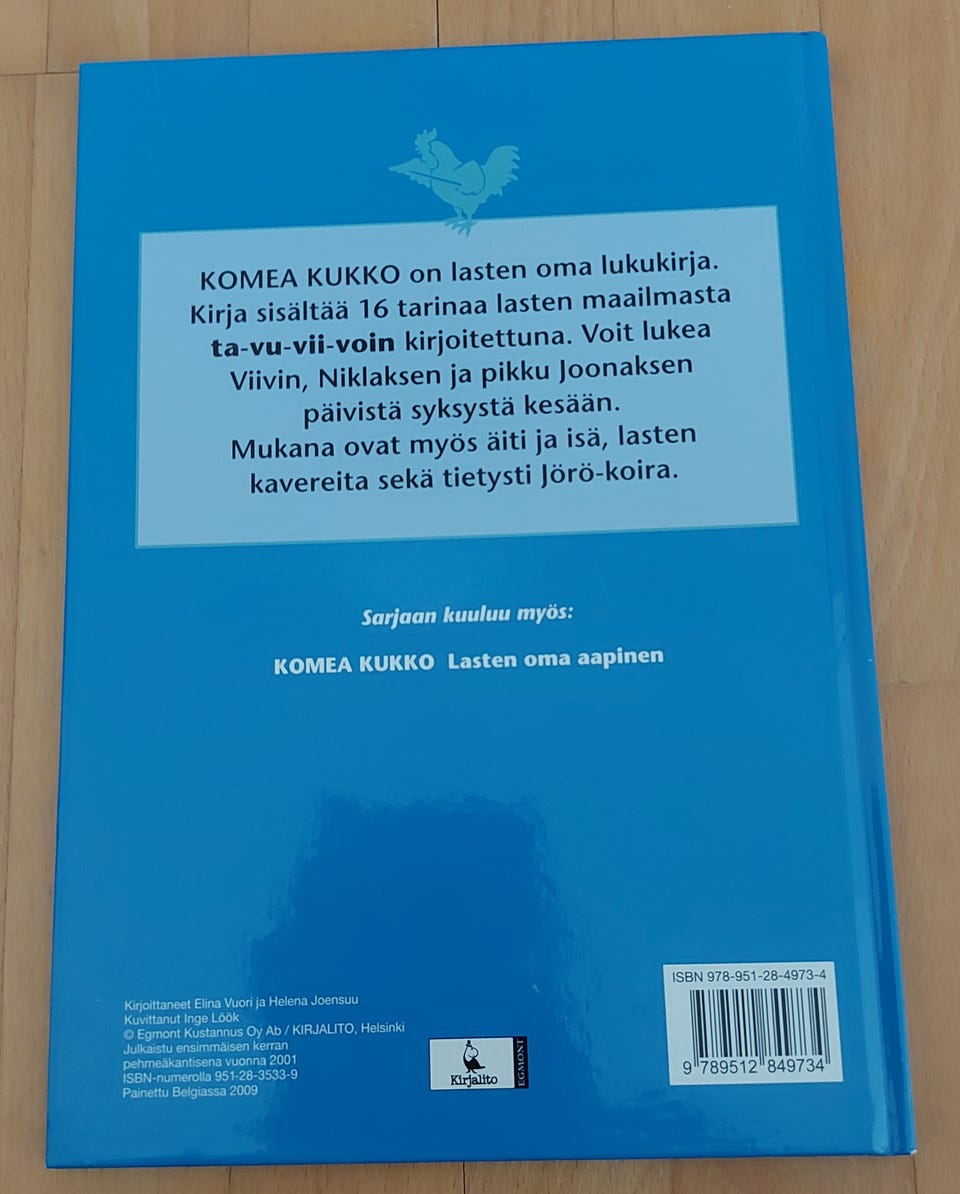 KOMEA KUKKO on lasten oma lukukirja.
Kirja sisältää 16 tarinaa lasten maailmasta
ta-vu-vii-voin kirjoitettuna. Voit lukea
Viivin, Niklaksen ja pikku Joonaksen
päivistä syksystä kesään.
Mukana ovat myös äiti ja isä, lasten
kavereita sekä tietysti Jörö-koira.
Sarjaan kuuluu myös:
KOMEA KUKKO Lasten oma aapinen
Kirjoittaneet Elina Vuori ja Helena Joensuu
Kuvittanut Inge Löök
© Egmont Kustannus Oy Ab / KIRJALITO, Helsinki
Julkaistu ensimmäisen kerran
pehmeäkantisena vuonna 2001
ISBN-numerolla 951-28-3533-9
Painettu Belgiassa 2009
Kirjalito
EGMONT
ISBN 978-951-28-4973-4
9 789512 849734